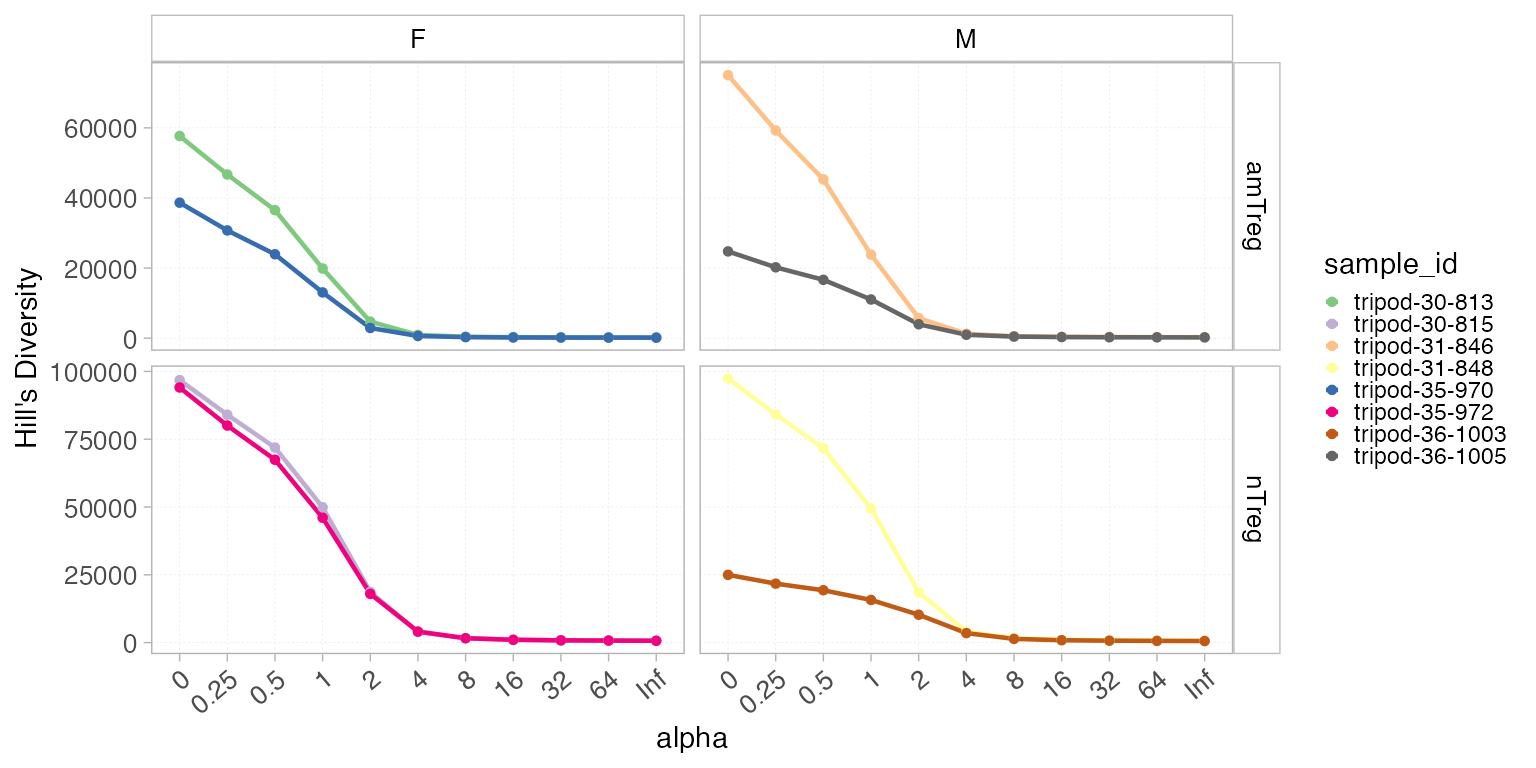 F
M
Hill's Diversity
60000
40000
20000
0
amTreg
100000
75000
50000
25000
0
nTreg
0
0.25
0.5
1
2
4
8
16
32
64
Inf
0
0.25
0.5
1
2
4
8
16
32
64
Inf
alpha
sample_id
tripod-30-813
tripod-30-815
tripod-31-846
tripod-31-848
tripod-35-970
tripod-35-972
tripod-36-1003
tripod-36-1005